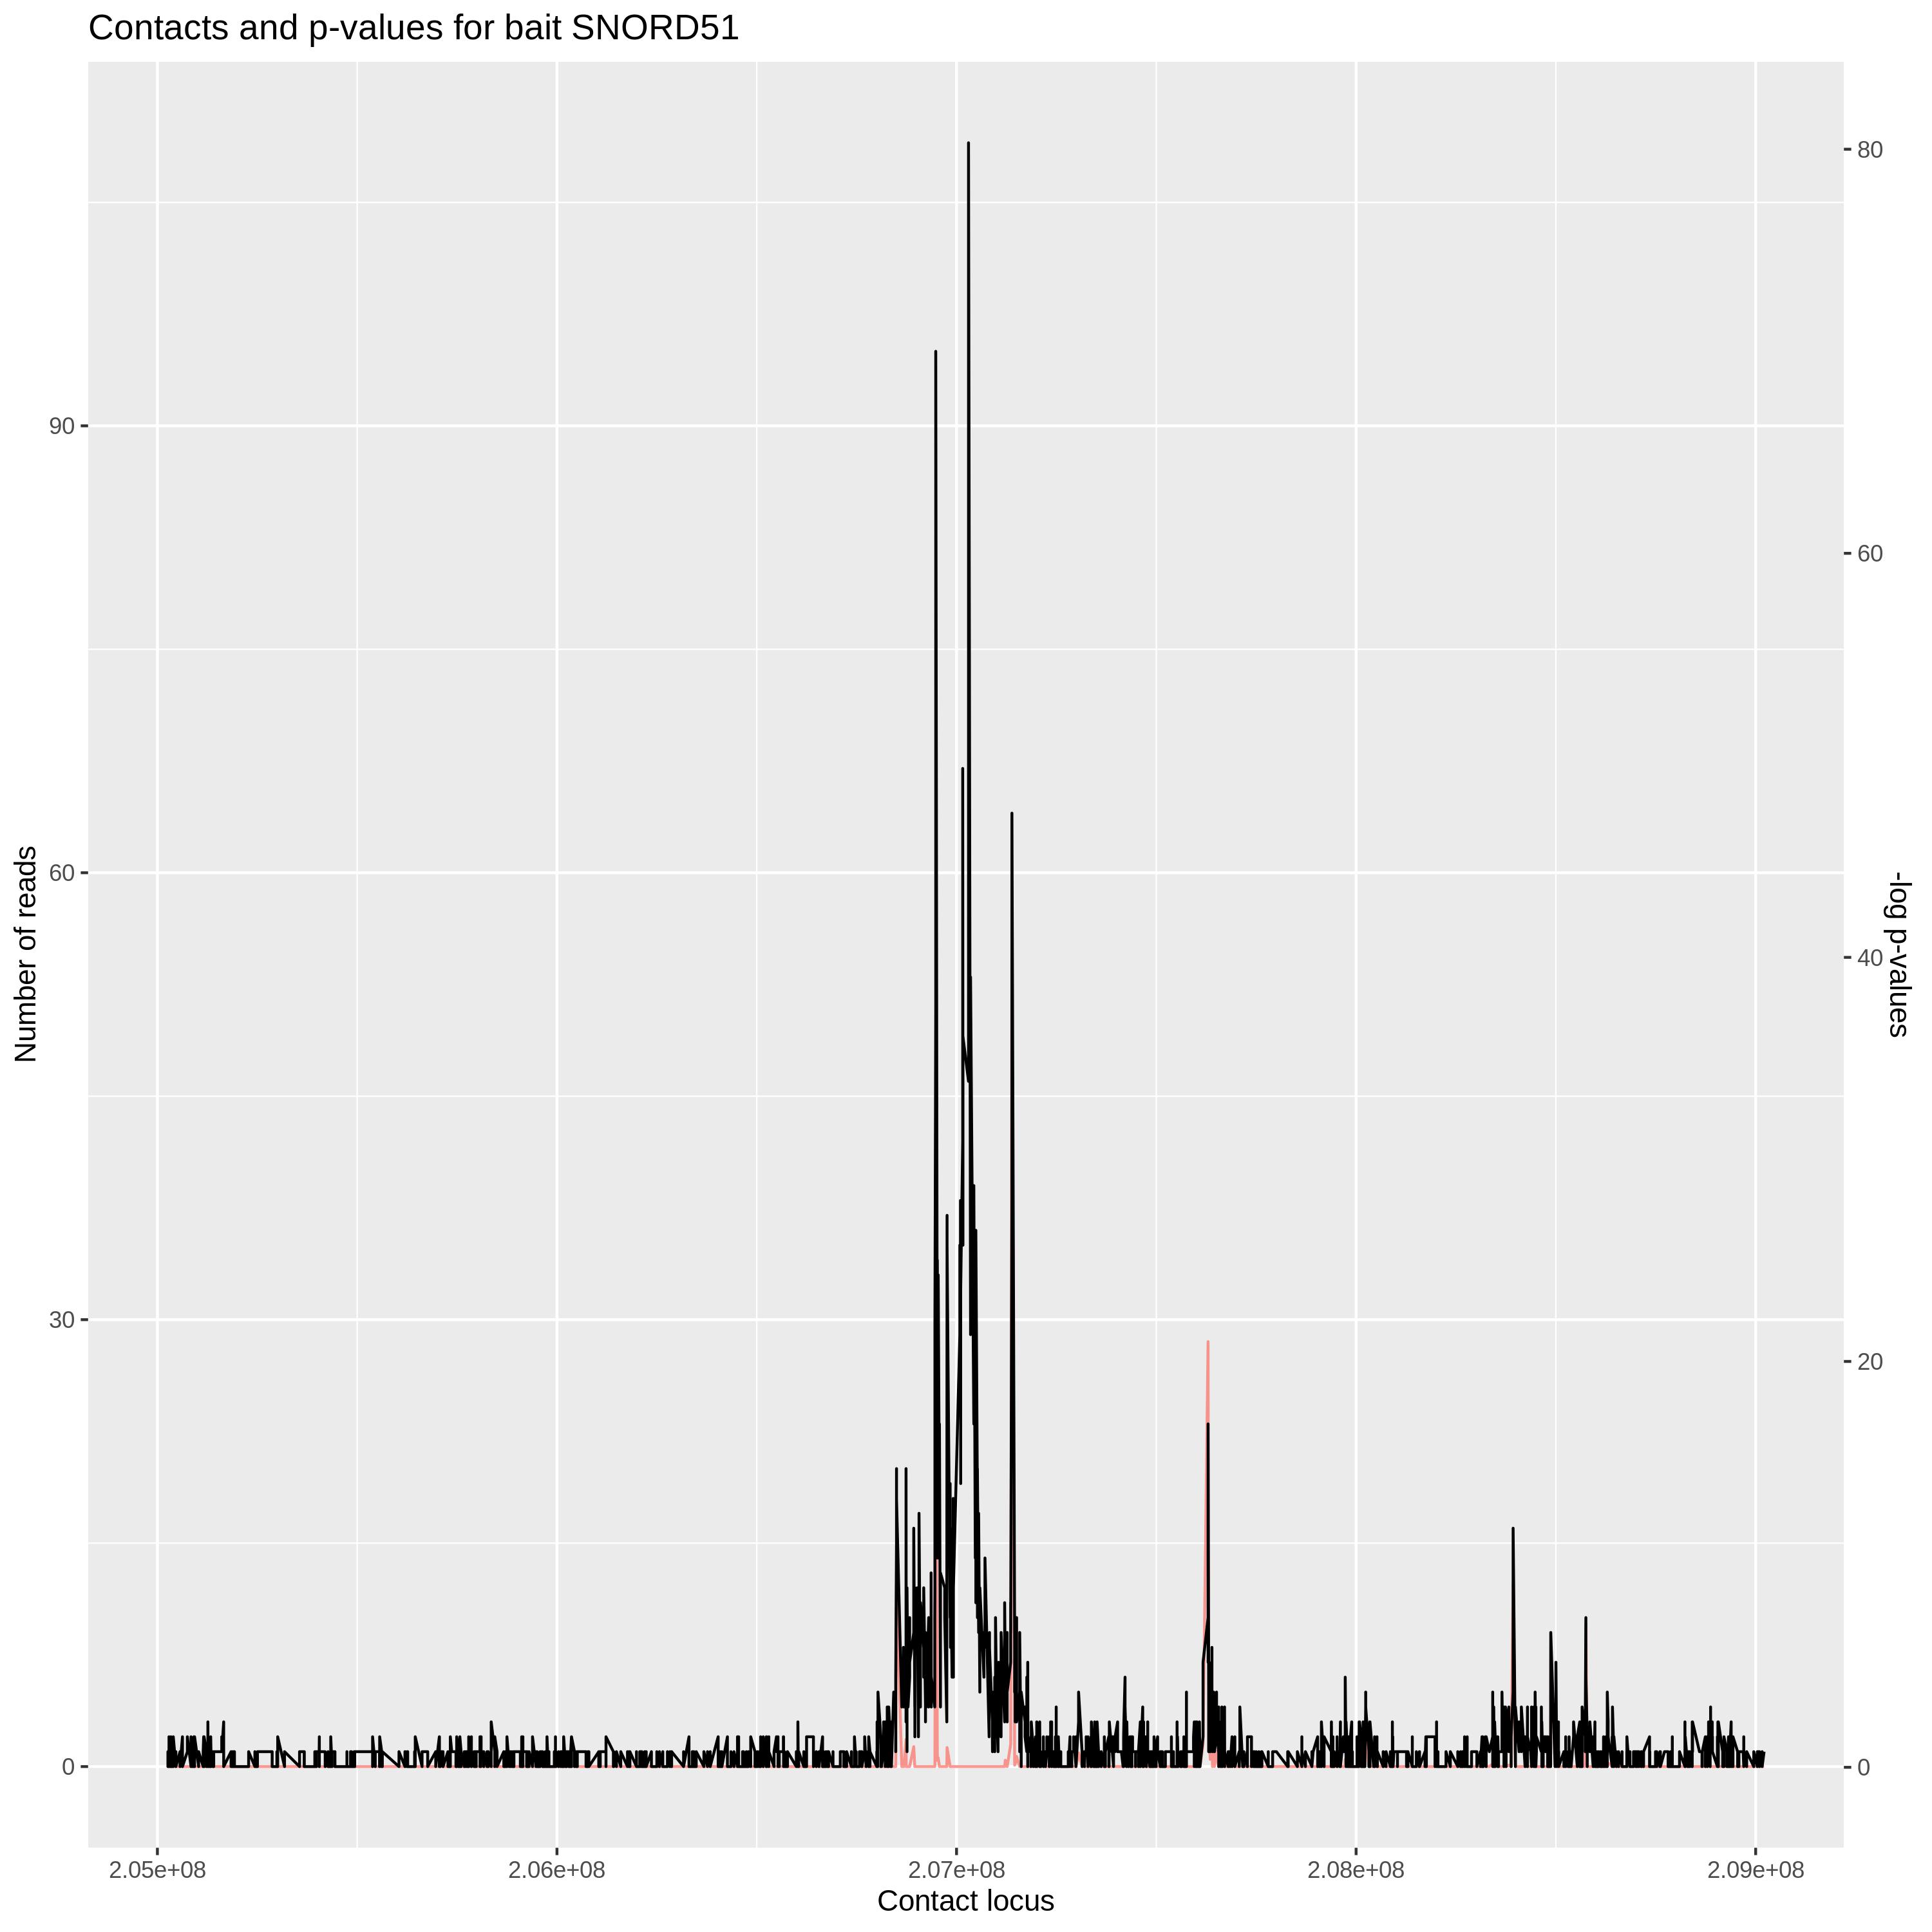 Contacts and p-values for bait SNORD51
Number of reads
90
60
30
0
80
60
40
20
0
-log p-values
2.05e+08
2.06e+08
2.07e+08
2.08e+08
2.09e+08
Contact locus